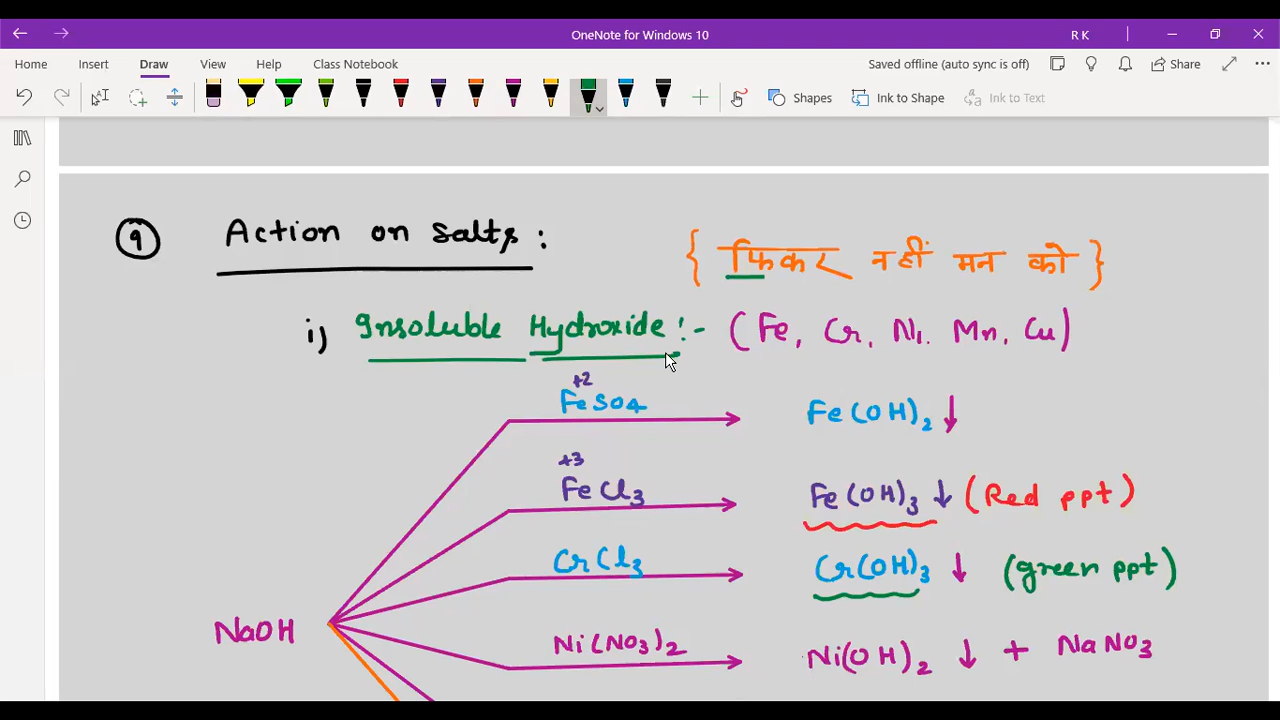 OneNote for Windows 10
R K
Home Insert Draw View Help Class Notebook
Saved offline (auto sync is off)
Share
Shapes
Ink to Shape
Ink to Text
9 Action on Salts :
{ फिकर नहीं मन को }
i) Insoluble Hydroxide :- (Fe, Cr, Ni, Mn, Cu)
+2
FeSO4 Fe(OH)2 ↓
+3
FeCl3 Fe(OH)3 ↓ (Red ppt)
CrCl3 Cr(OH)3 ↓ (green ppt)
NaOH
Ni(NO3)2 Ni(OH)2 ↓ + NaNO3